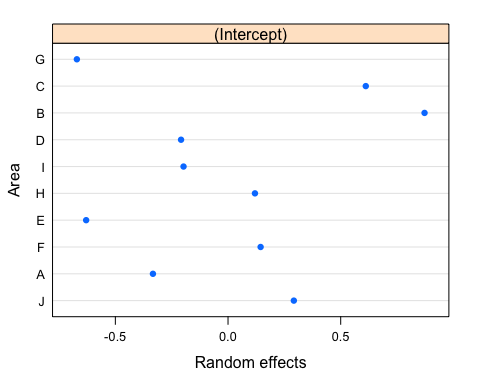 (Intercept)
G
C
B
D
I
H
E
F
A
J
Area
-0.5 0.0 0.5
Random effects